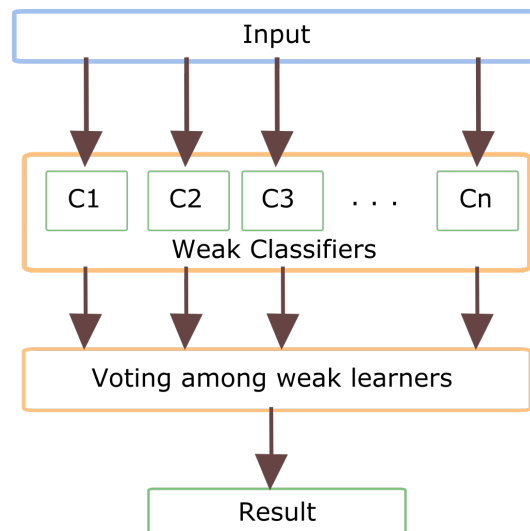 Input
C1 C2 C3 . . . Cn
Weak Classifiers
Voting among weak learners
Result